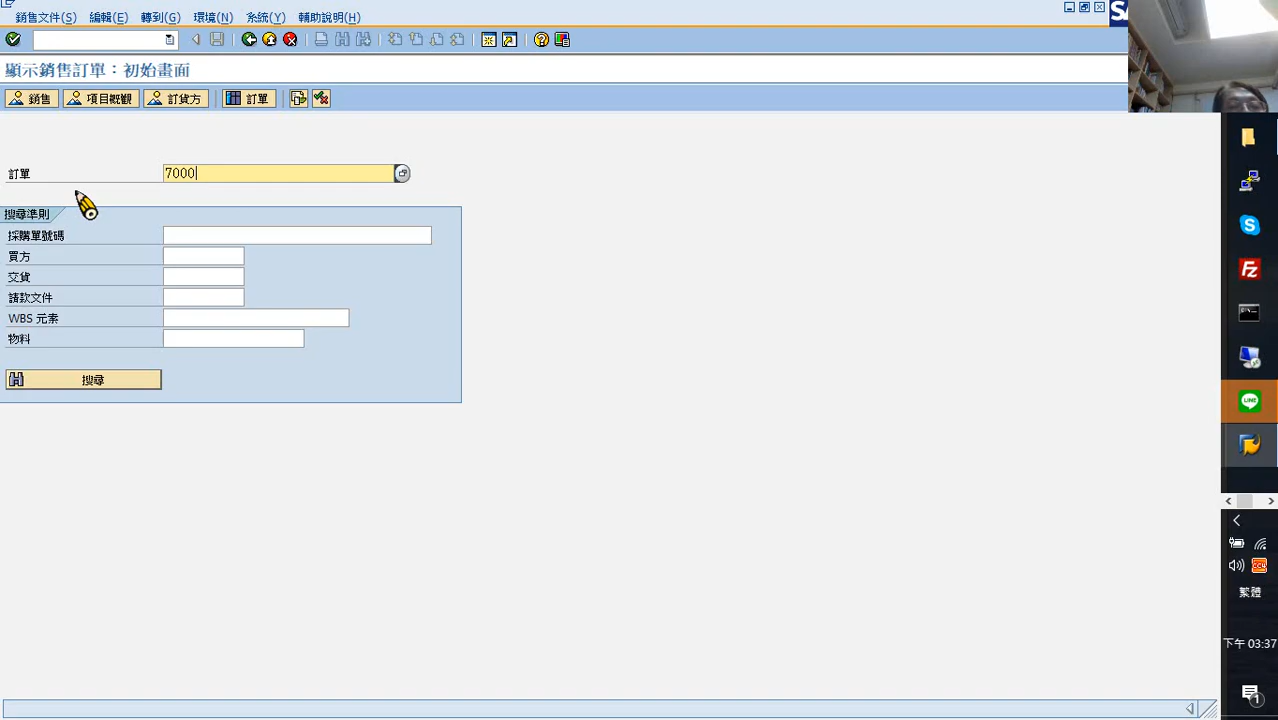 銷售文件(S) 編輯(E) 轉到(G) 環境(N) 系統(Y) 輔助說明(H)
顯示銷售訂單：初始畫面
銷售 項目概觀 訂貨方 訂單
訂單 7000
搜尋準則
採購單號碼
買方
交貨
請款文件
WBS 元素
物料
搜尋
LINE
繁體
下午 03:37
1